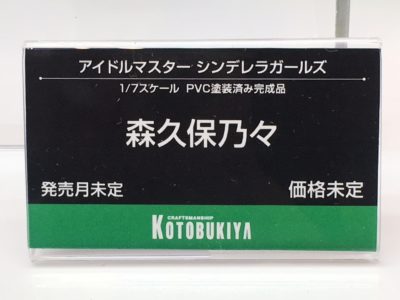 アイドルマスター シンデレラガールズ
1/7スケール PVC塗装済み完成品
森久保乃々
発売月未定 価格未定
CRAFTSMANSHIP
KOTOBUKIYA